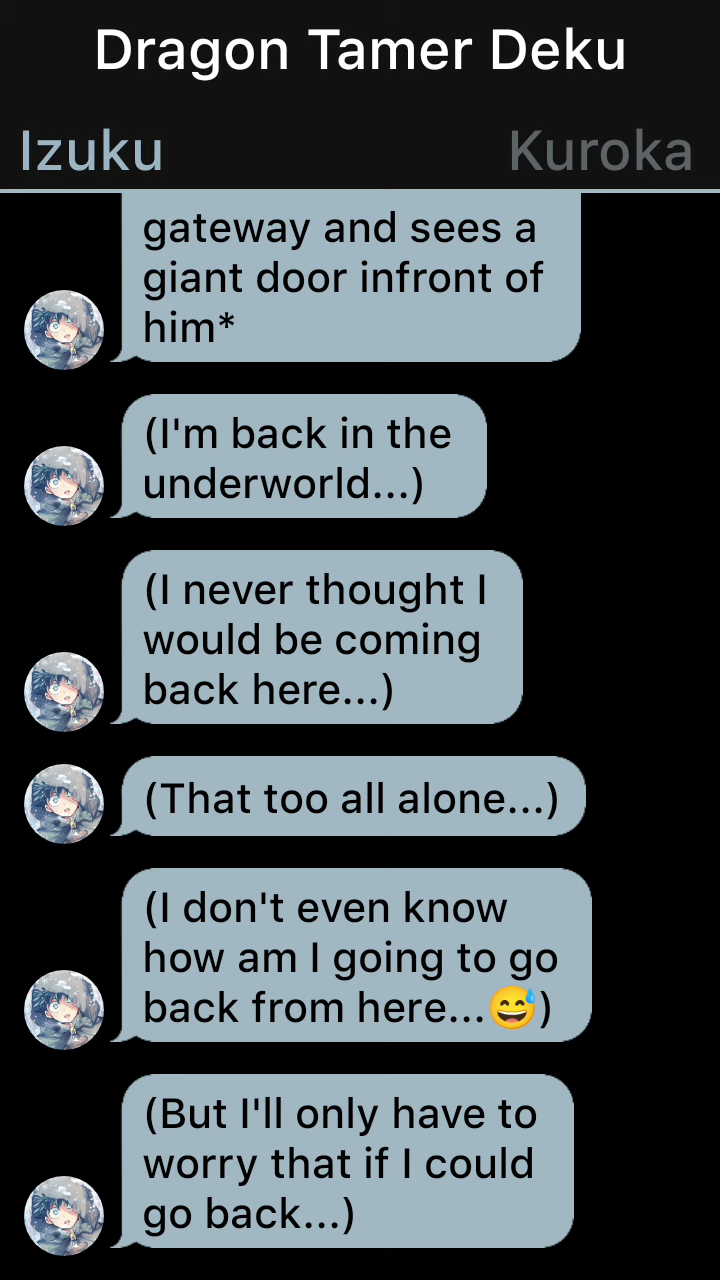 Dragon Tamer Deku
Izuku
Kuroka
gateway and sees a
giant door infront of
him*
(I'm back in the
underworld...)
(I never thought I
would be coming
back here...)
(That too all alone...)
(I don't even know
how am I going to go
back from here...😅)
(But I'll only have to
worry that if I could
go back...)